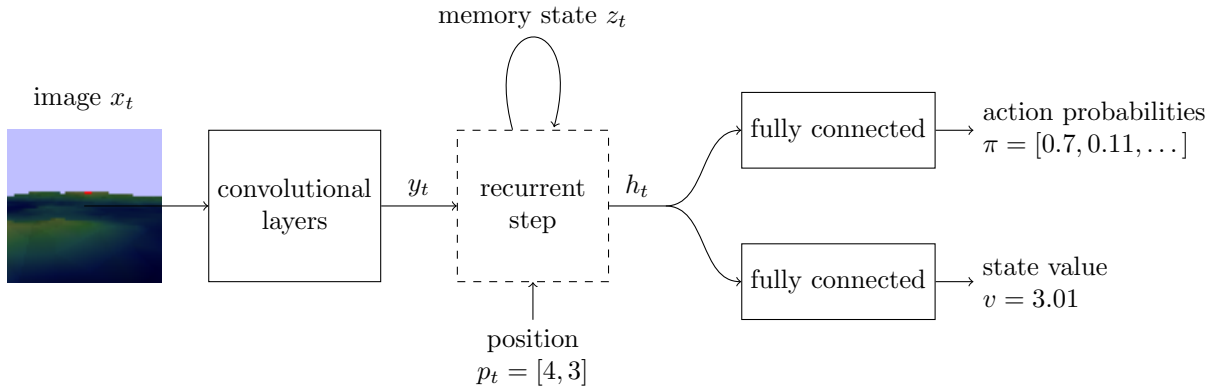 memory state z_t
image x_t
convolutional
layers
y_t
recurrent
step
h_t
fully connected
action probabilities
π = [0.7, 0.11, . . . ]
fully connected
state value
v = 3.01
position
p_t = [4, 3]